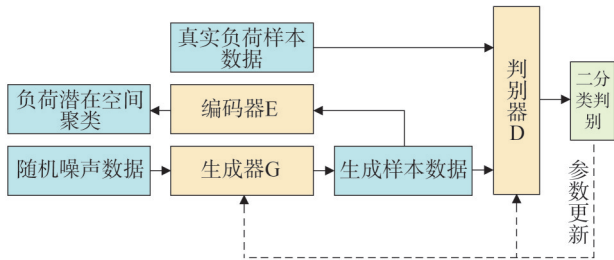 真实负荷样本
数据
判别器D
二分
类判
别
负荷潜在空间
聚类
编码器E
随机噪声数据
生成器G
生成样本数据
参数更新